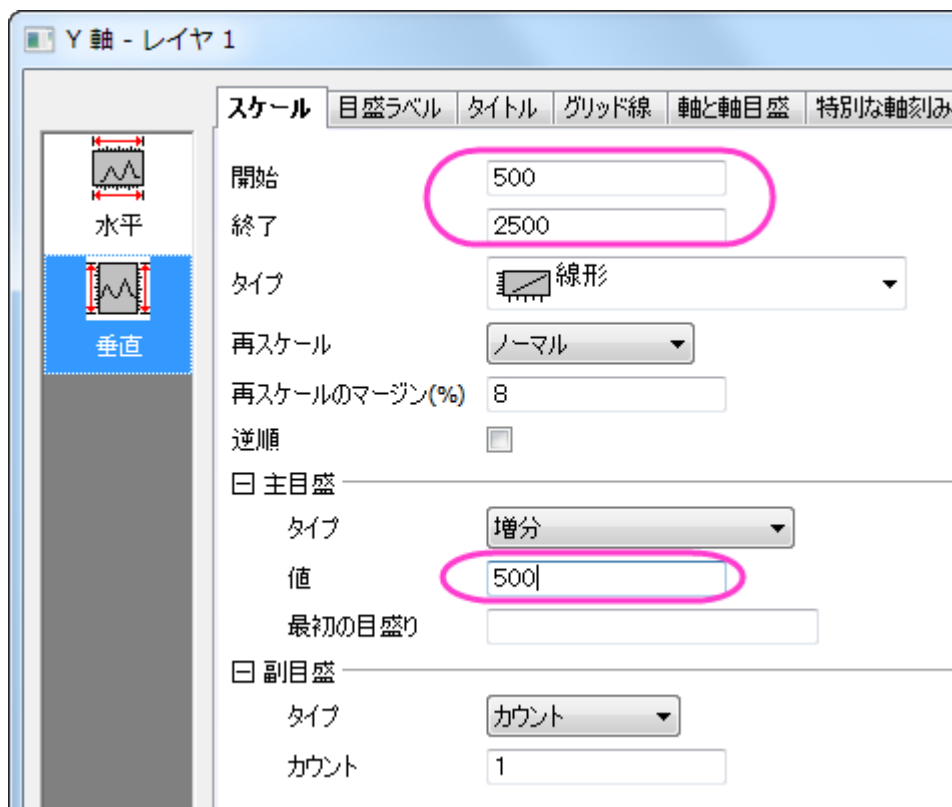 Y 軸 - レイヤ 1
スケール 目盛ラベル タイトル グリッド線 軸と軸目盛 特別な軸刻み
水平
垂直
開始 500
終了 2500
タイプ 線形
再スケール ノーマル
再スケールのマージン(%) 8
逆順
主目盛
タイプ 増分
値 500
最初の目盛り
副目盛
タイプ カウント
カウント 1